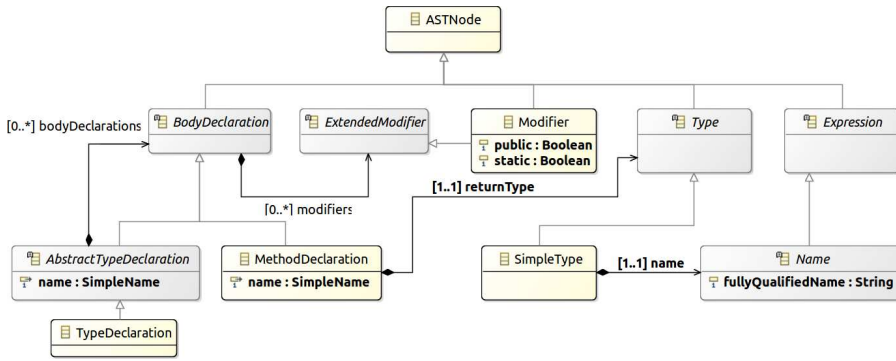 ASTNode
[0..*] bodyDeclarations
BodyDeclaration
ExtendedModifier
Modifier
public : Boolean
static : Boolean
Type
Expression
[0..*] modifiers
[1..1] returnType
AbstractTypeDeclaration
name : SimpleName
MethodDeclaration
name : SimpleName
SimpleType
[1..1] name
Name
fullyQualifiedName : String
TypeDeclaration